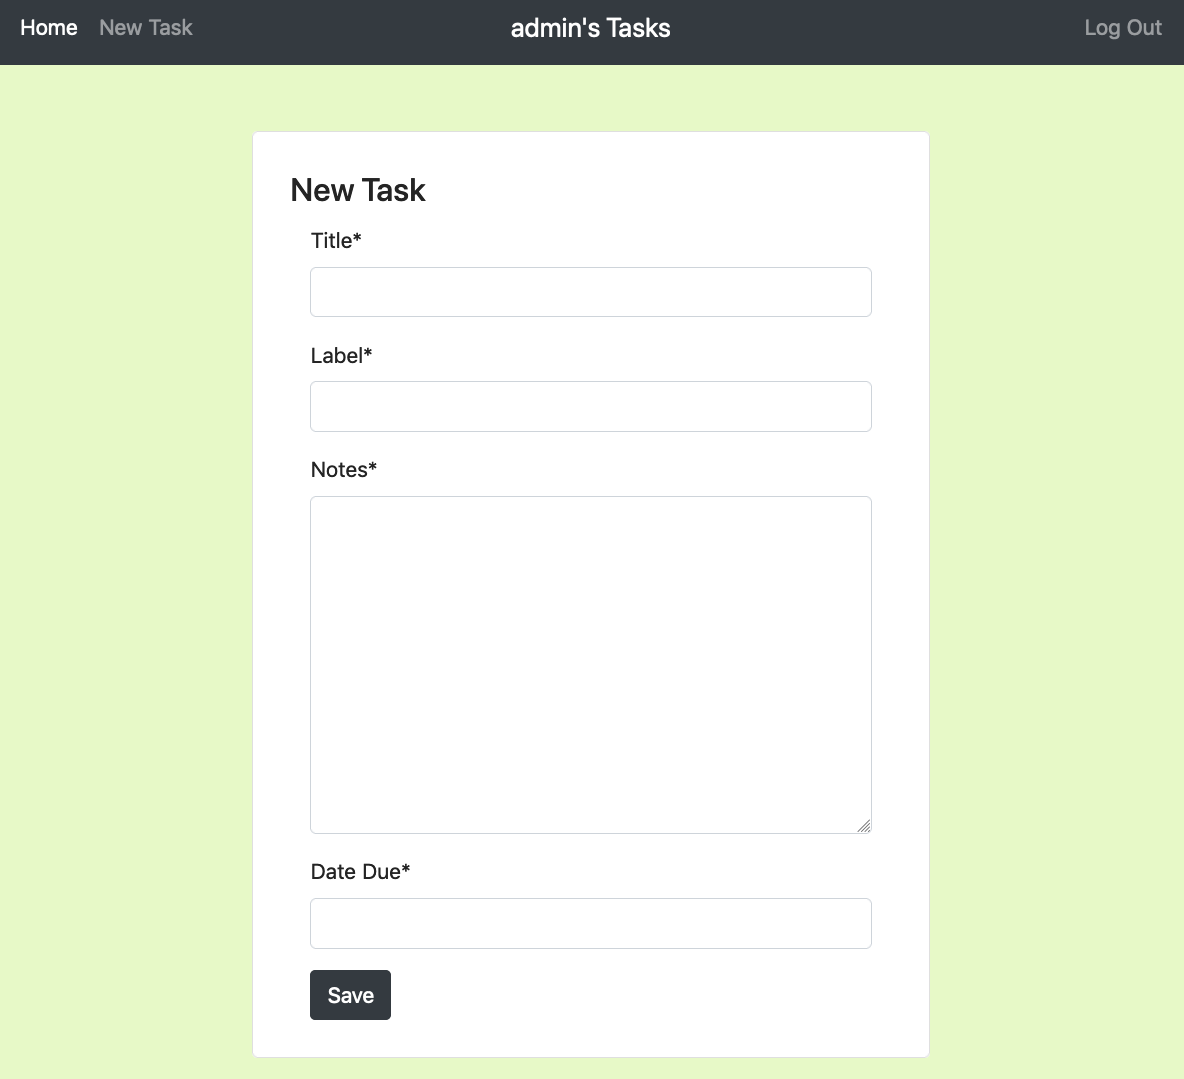 Home New Task admin's Tasks Log Out
New Task
Title*
Label*
Notes*
Date Due*
Save